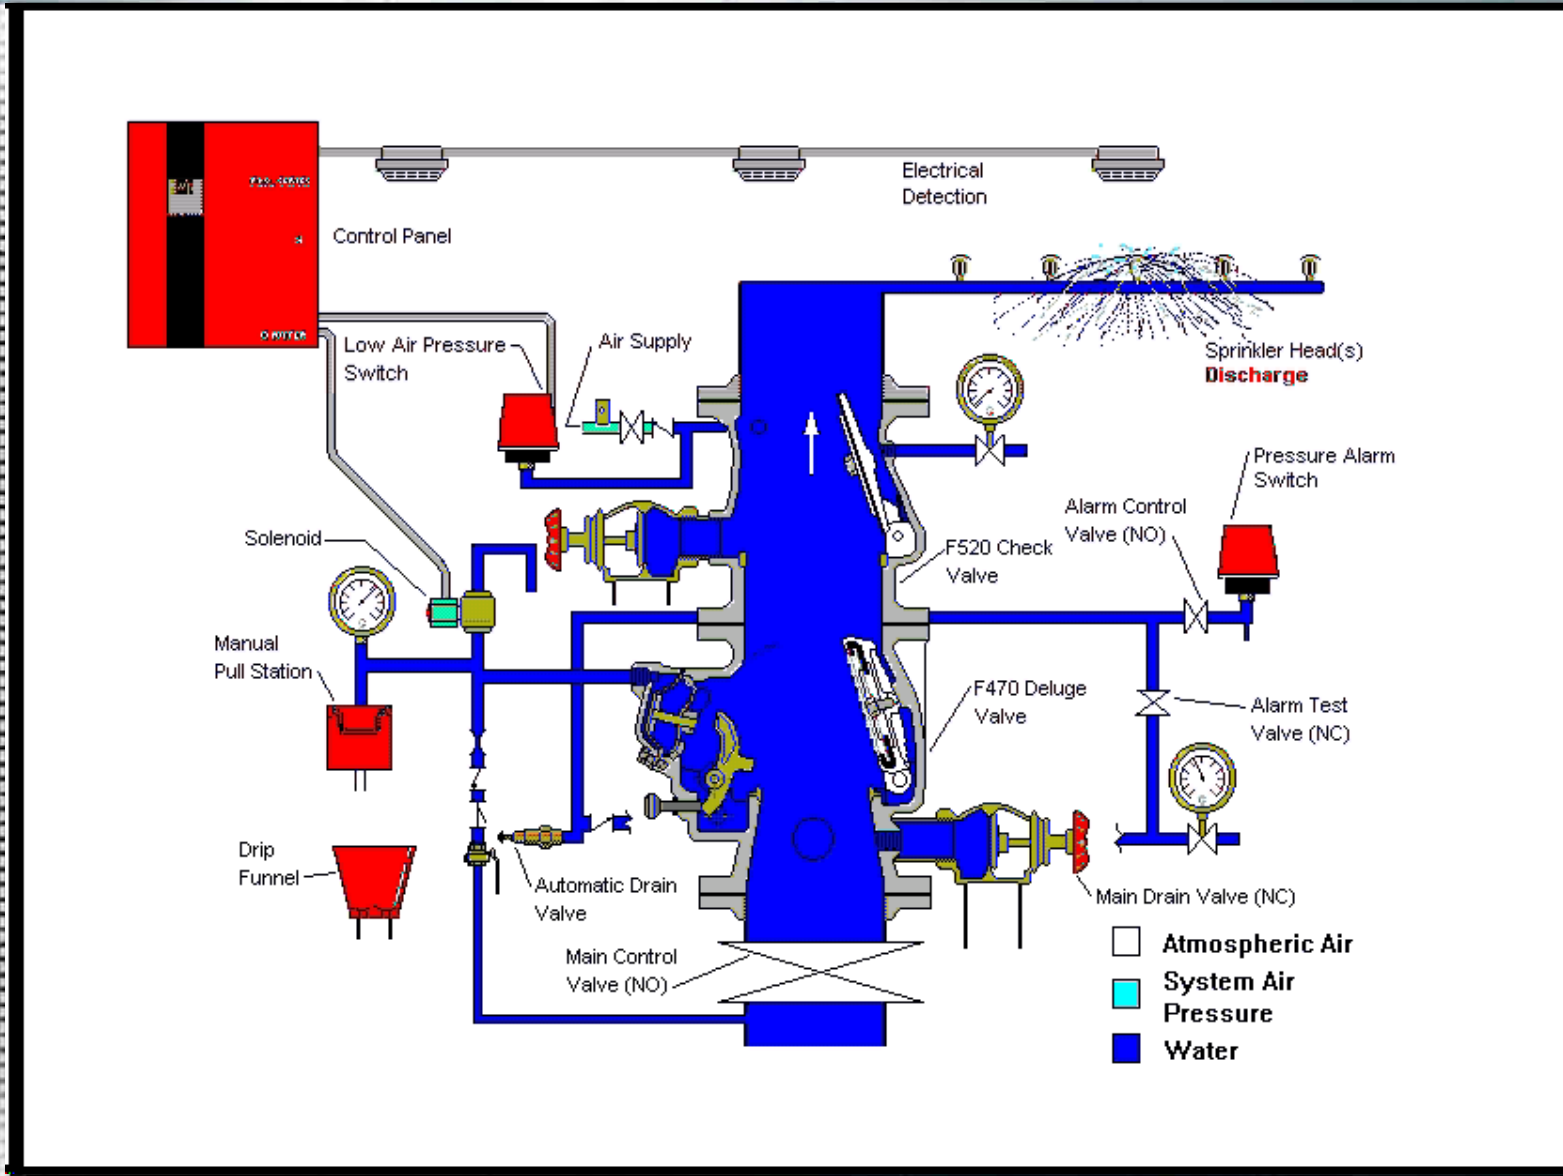 Electrical
Detection
Control Panel
Low Air Pressure
Switch
Air Supply
Sprinkler Head(s)
Discharge
Pressure Alarm
Switch
Alarm Control
Valve (NO)
Solenoid
F520 Check
Valve
Manual
Pull Station
F470 Deluge
Valve
Alarm Test
Valve (NC)
Drip
Funnel
Automatic Drain
Valve
Main Drain Valve (NC)
Main Control
Valve (NO)
Atmospheric Air
System Air
Pressure
Water